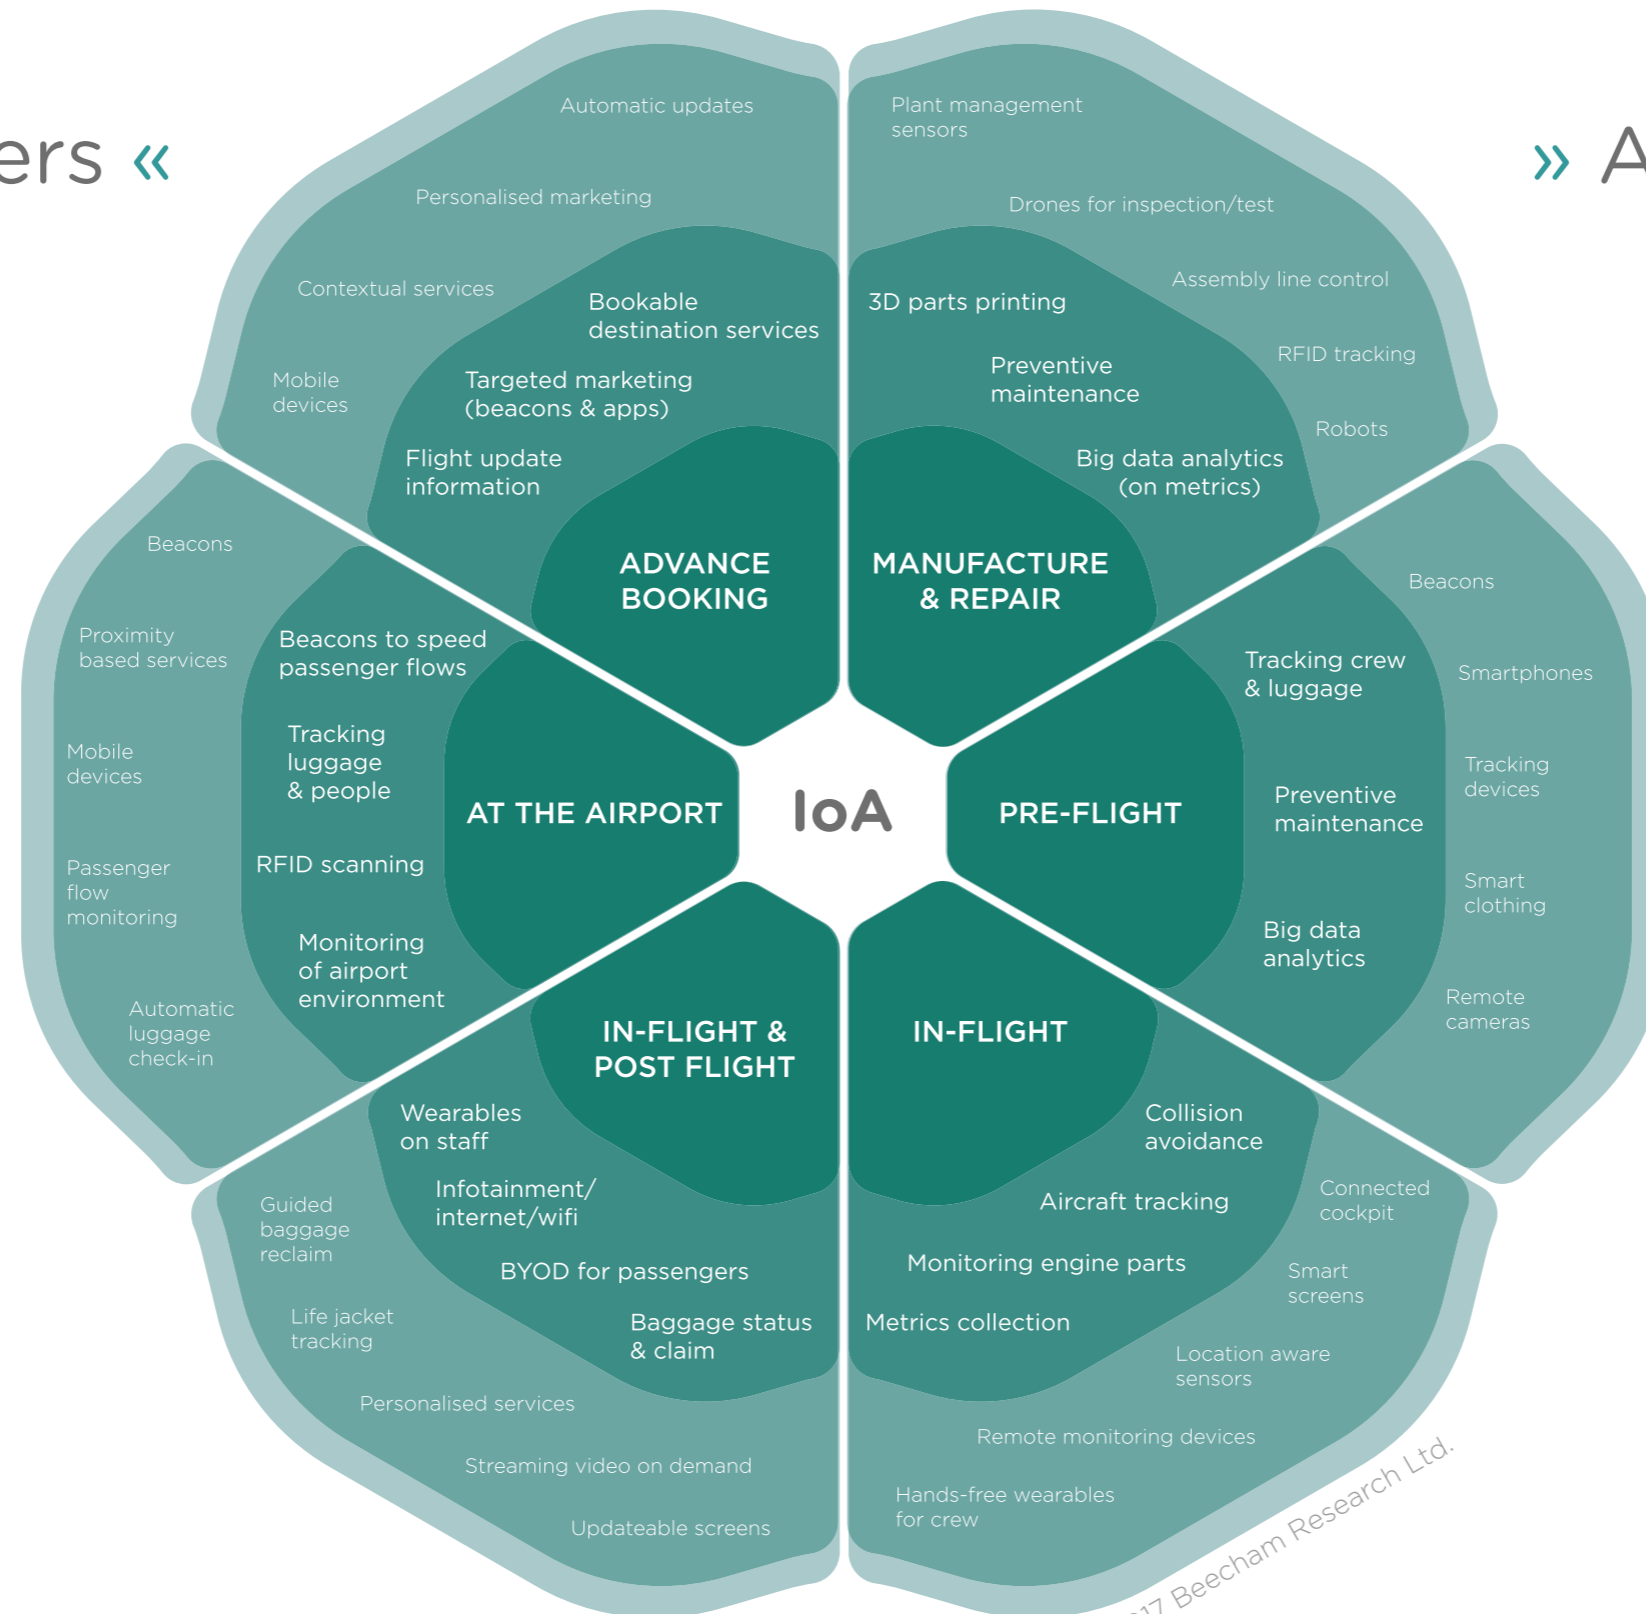 ers «
» A
Automatic updates
Personalised marketing
Contextual services
Mobile
devices
Bookable
destination services
Targeted marketing
(beacons & apps)
Flight update
information
ADVANCE
BOOKING
Plant management
sensors
Drones for inspection/test
Assembly line control
RFID tracking
Robots
3D parts printing
Preventive
maintenance
Big data analytics
(on metrics)
MANUFACTURE
& REPAIR
Beacons
Proximity
based services
Mobile
devices
Passenger
flow
monitoring
Automatic
luggage
check-in
Beacons to speed
passenger flows
Tracking
luggage
& people
RFID scanning
Monitoring
of airport
environment
AT THE AIRPORT
IoA
PRE-FLIGHT
Tracking crew
& luggage
Preventive
maintenance
Big data
analytics
Beacons
Smartphones
Tracking
devices
Smart
clothing
Remote
cameras
IN-FLIGHT &
POST FLIGHT
Wearables
on staff
Infotainment/
internet/wifi
BYOD for passengers
Baggage status
& claim
Guided
baggage
reclaim
Life jacket
tracking
Personalised services
Streaming video on demand
Updateable screens
IN-FLIGHT
Collision
avoidance
Aircraft tracking
Monitoring engine parts
Metrics collection
Connected
cockpit
Smart
screens
Location aware
sensors
Remote monitoring devices
Hands-free wearables
for crew
17 Beecham Research Ltd.